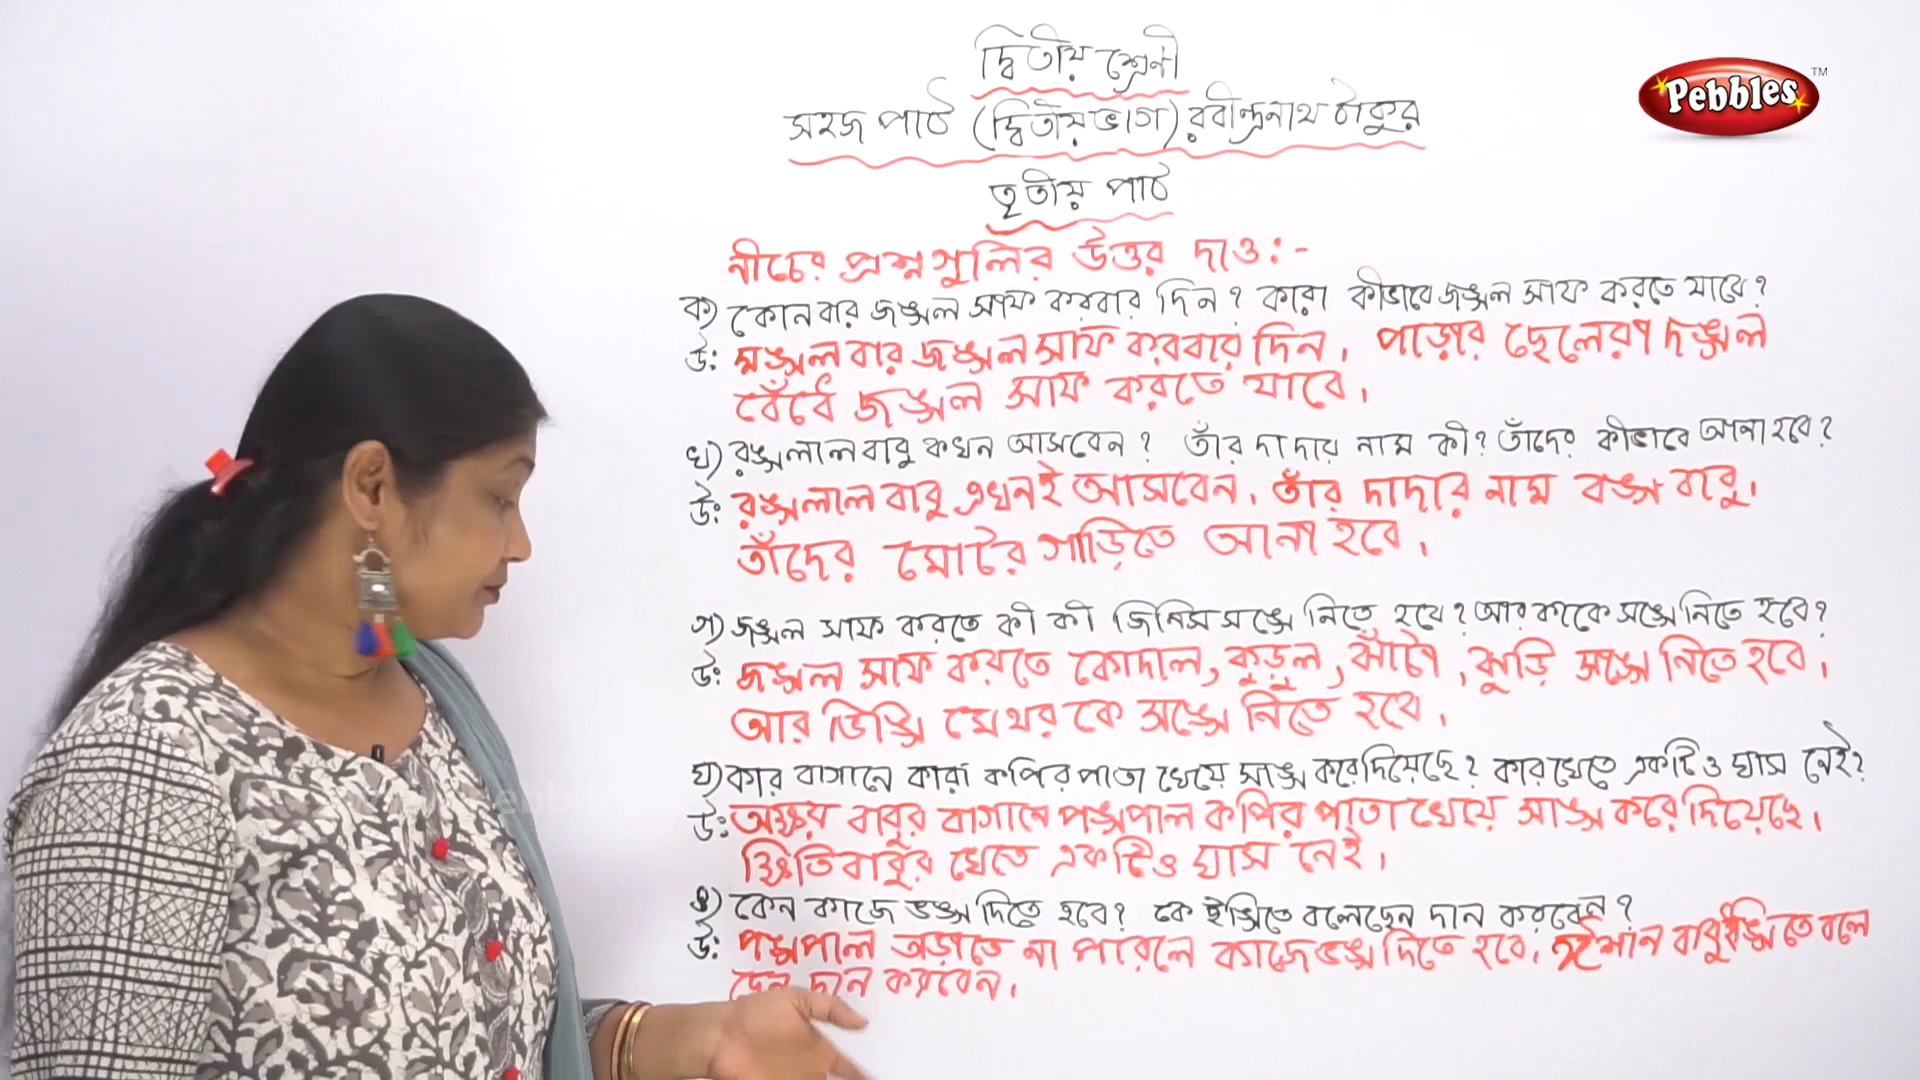 দ্বিতীয় শ্রেণী
সহজ পাঠ (দ্বিতীয়ভাগ) রবীন্দ্রনাথ ঠাকুর
Pebbles TM
তৃতীয় পাঠ
নীচের প্রশ্নগুলির উত্তর দাও:-
ক) কোনবার জঙ্গল সাফ করবার দিন? কারা কীভাবে জঙ্গল সাফ করতে যাবে?
উ: মঙ্গলবার জঙ্গল সাফ করবার দিন। পাড়ার ছেলেরা দঙ্গল
বেঁধে জঙ্গল সাফ করতে যাবে।
খ) রঙ্গলালবাবু কখন আসবেন? তাঁর দাদার নাম কী? তাঁদের কীভাবে আনা হবে?
উ: রঙ্গলাল বাবু এখনই আসবেন। তাঁর দাদার নাম বঙ্গ বাবু।
তাঁদের মোটর গাড়িতে আনা হবে।
গ) জঙ্গল সাফ করতে কী কী জিনিস সঙ্গে নিতে হবে? আর কাকে সঙ্গে নিতে হবে?
উ: জঙ্গল সাফ করতে কোদাল, কুড়ুল, ঝাঁটা, ঝুড়ি সঙ্গে নিতে হবে।
আর ভিঙ্গি মেথর কে সঙ্গে নিতে হবে।
ঘ) কার বাগানে কারা কপির পাতা খেয়ে সাঙ্গ করে দিয়েছে? কার খেতে একটিও ঘাস নেই?
উ: অক্ষয় বাবুর বাগানে পঙ্গপাল কপির পাতা খেয়ে সাঙ্গ করে দিয়েছে।
ক্ষিতিবাবুর খেতে একটিও ঘাস নেই।
ঙ) কেন কাজে ভঙ্গ দিতে হবে? কে ইঙ্গিতে বলেছেন দান করবেন?
উ: পঙ্গপাল তাড়াতে না পারলে কাজে ভঙ্গ দিতে হবে। ঈশান বাবু ইঙ্গিতে বলে
ছেন দান করবেন।